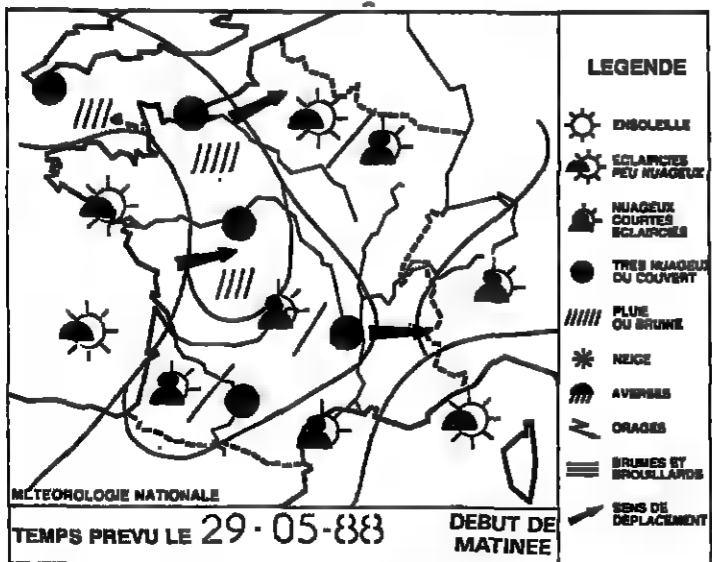 METEOROLOGIE NATIONALE
TEMPS PREVU LE 29-05-88 DEBUT DE
MATINEE
LEGENDE
ENSOLEILLE
ECLAIRCIES
PEU NUAGEUX
NUAGEUX
COURTES
ECLAIRCIES
TRES NUAGEUX
OU COUVERT
PLUIE
OU BRUINE
NEIGE
AVERSES
ORAGES
BRUMES ET
BROUILLARDS
SENS DE
DEPLACEMENT